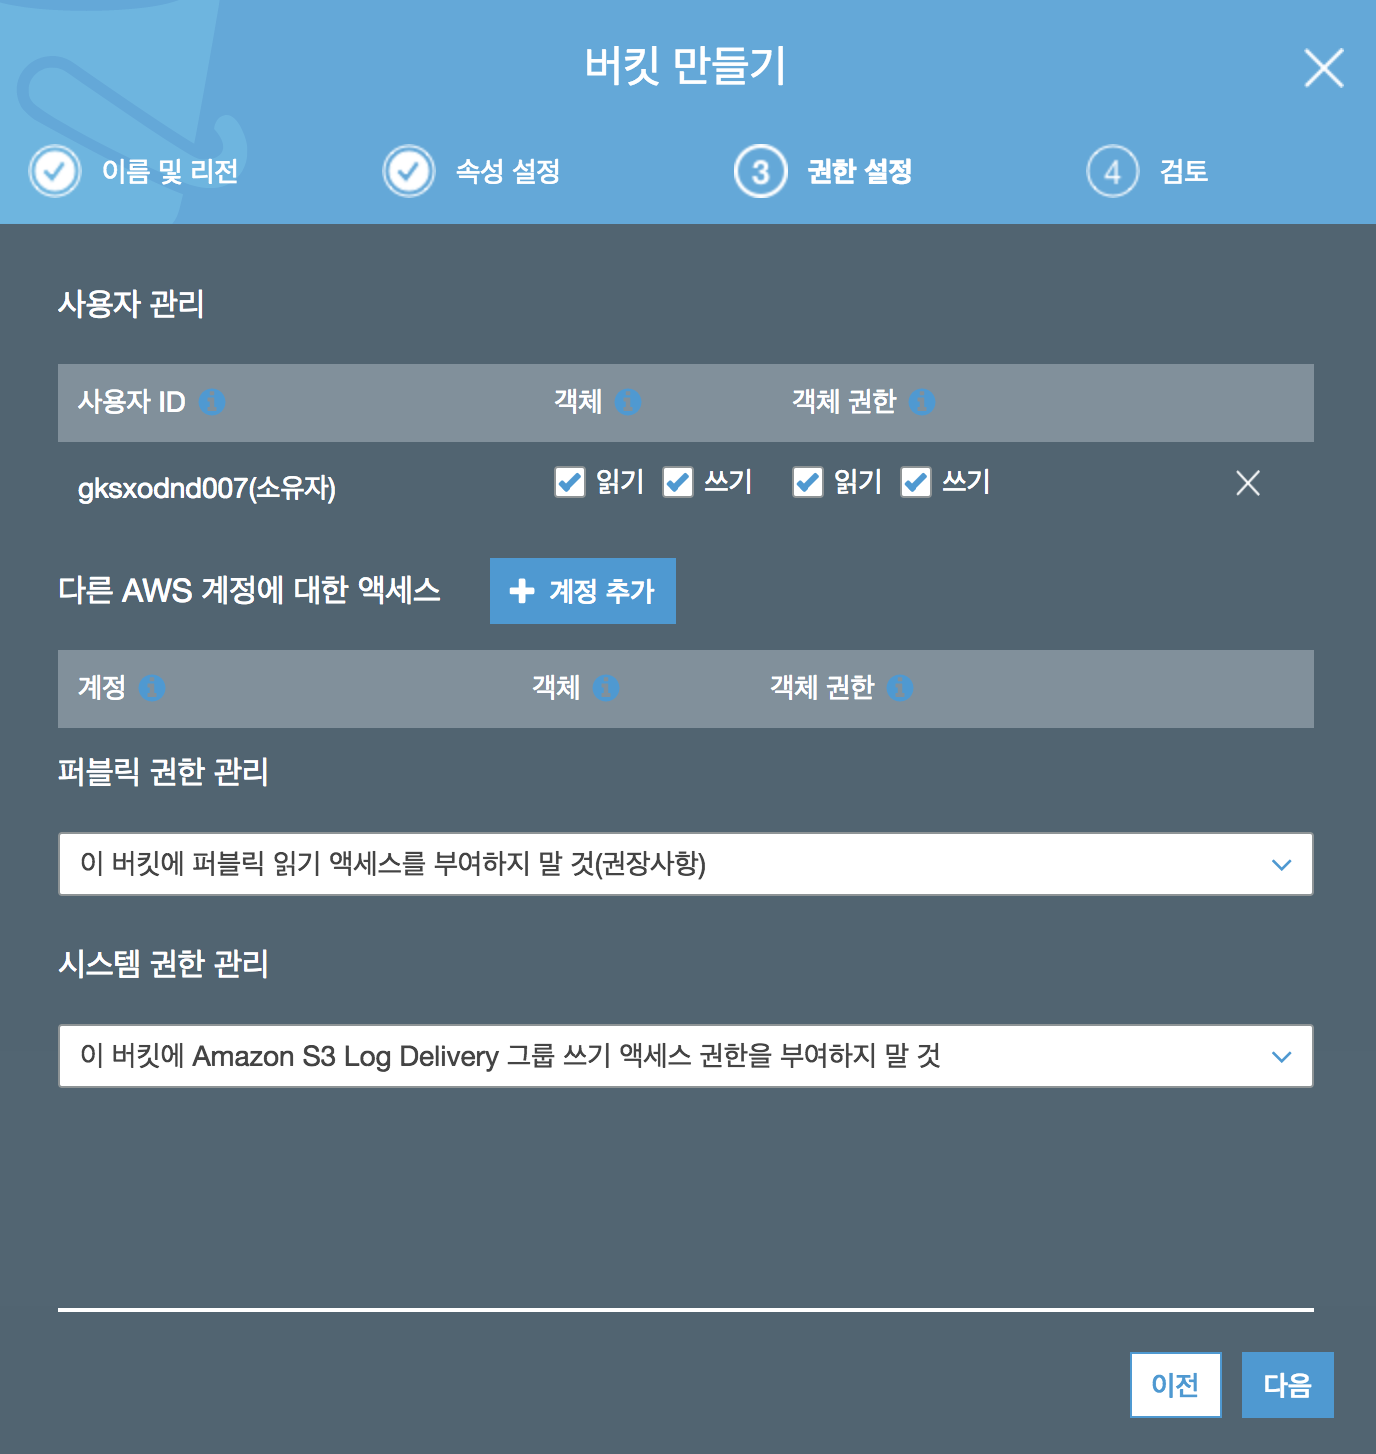 버킷 만들기
이름 및 리전
속성 설정
3 권한 설정
4 검토
사용자 관리
사용자 ID 객체 객체 권한
gksxodnd007(소유자) 읽기 쓰기 읽기 쓰기
다른 AWS 계정에 대한 액세스 계정 추가
계정 객체 객체 권한
퍼블릭 권한 관리
이 버킷에 퍼블릭 읽기 액세스를 부여하지 말 것(권장사항)
시스템 권한 관리
이 버킷에 Amazon S3 Log Delivery 그룹 쓰기 액세스 권한을 부여하지 말 것
이전 다음